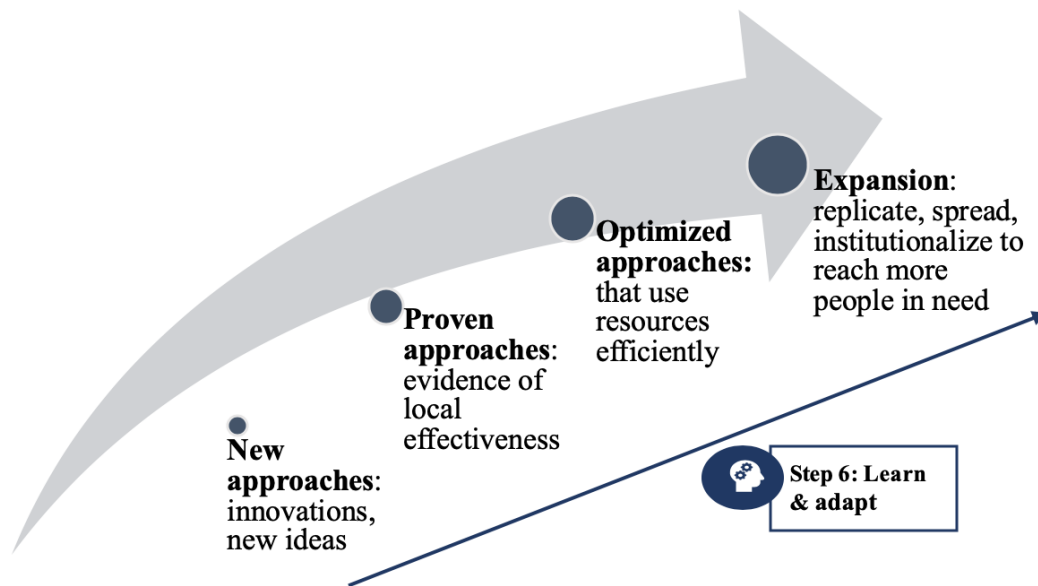 New
approaches:
innovations,
new ideas
Proven
approaches:
evidence of
local
effectiveness
Optimized
approaches:
that use
resources
efficiently
Expansion:
replicate, spread,
institutionalize to
reach more
people in need
Step 6: Learn
& adapt